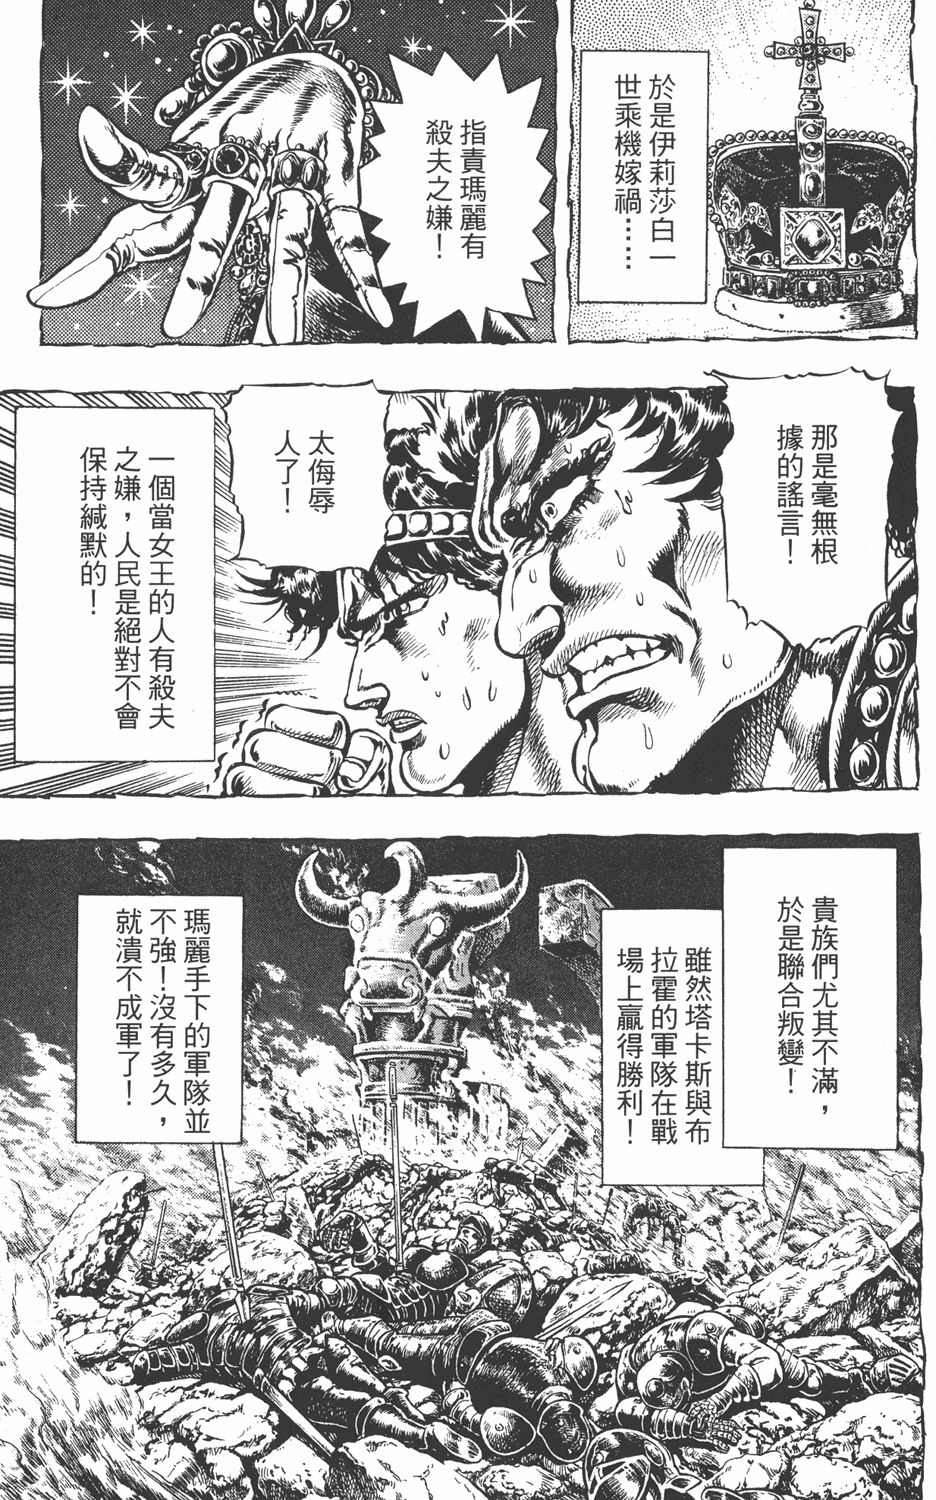 於是伊莉莎白一
世乘機嫁禍……
指責瑪麗有
殺夫之嫌！
那是毫無根
據的謠言！
太侮辱
人了！
一個當女王的人有殺夫
之嫌，人民是絕對不會
保持緘默的！
貴族們尤其不滿，
於是聯合叛變！
雖然塔卡斯與布
拉霍的軍隊在戰
場上贏得勝利！
瑪麗手下的軍隊並
不強！沒有多久，
就潰不成軍了！